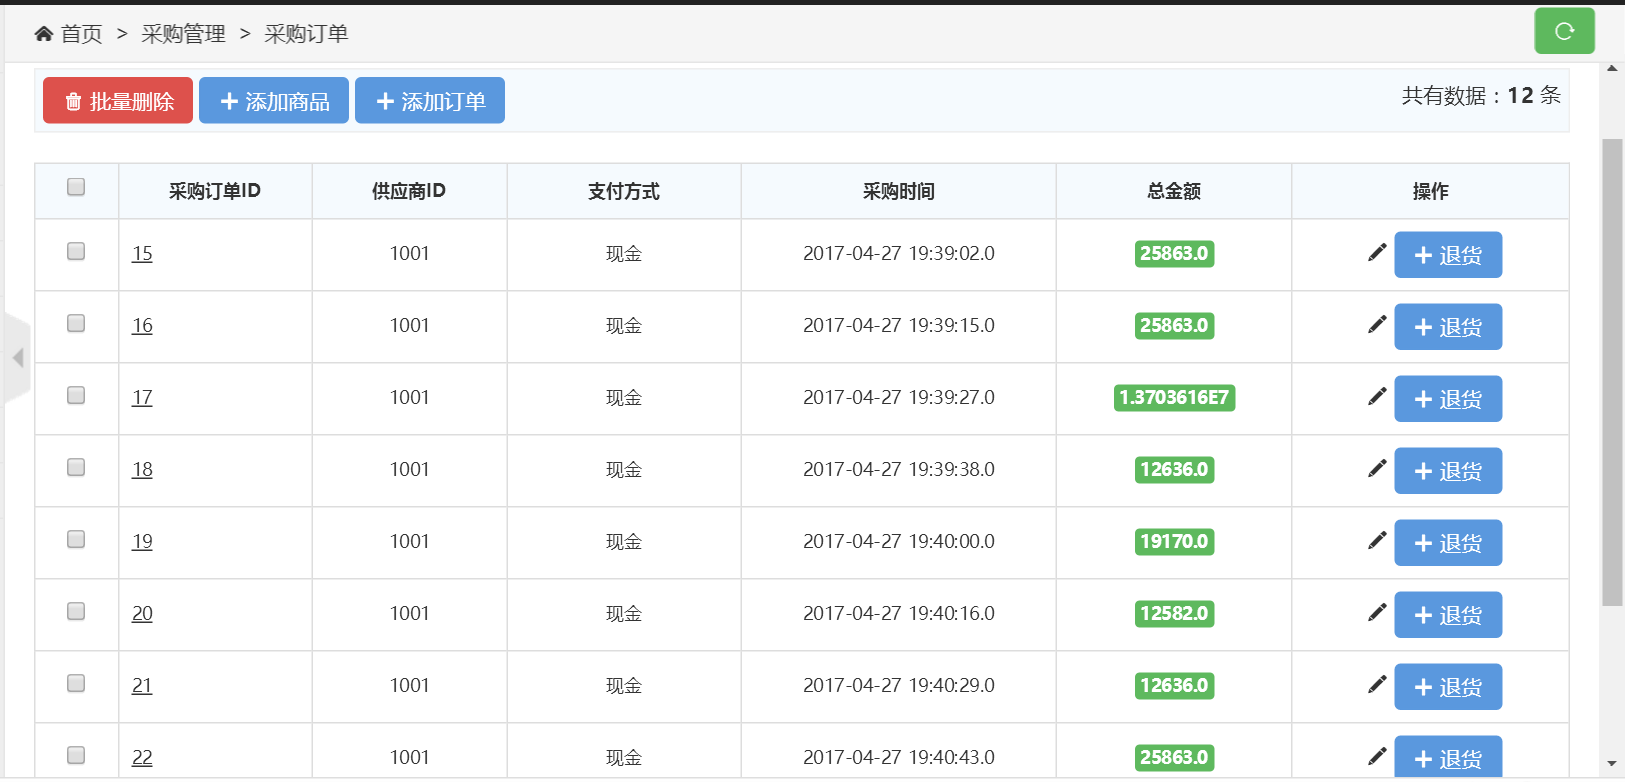 首页 > 采购管理 > 采购订单
批量删除 添加商品 添加订单 共有数据：12 条
采购订单ID 供应商ID 支付方式 采购时间 总金额 操作
15 1001 现金 2017-04-27 19:39:02.0 25863.0 退货
16 1001 现金 2017-04-27 19:39:15.0 25863.0 退货
17 1001 现金 2017-04-27 19:39:27.0 1.3703616E7 退货
18 1001 现金 2017-04-27 19:39:38.0 12636.0 退货
19 1001 现金 2017-04-27 19:40:00.0 19170.0 退货
20 1001 现金 2017-04-27 19:40:16.0 12582.0 退货
21 1001 现金 2017-04-27 19:40:29.0 12636.0 退货
22 1001 现金 2017-04-27 19:40:43.0 25863.0 退货